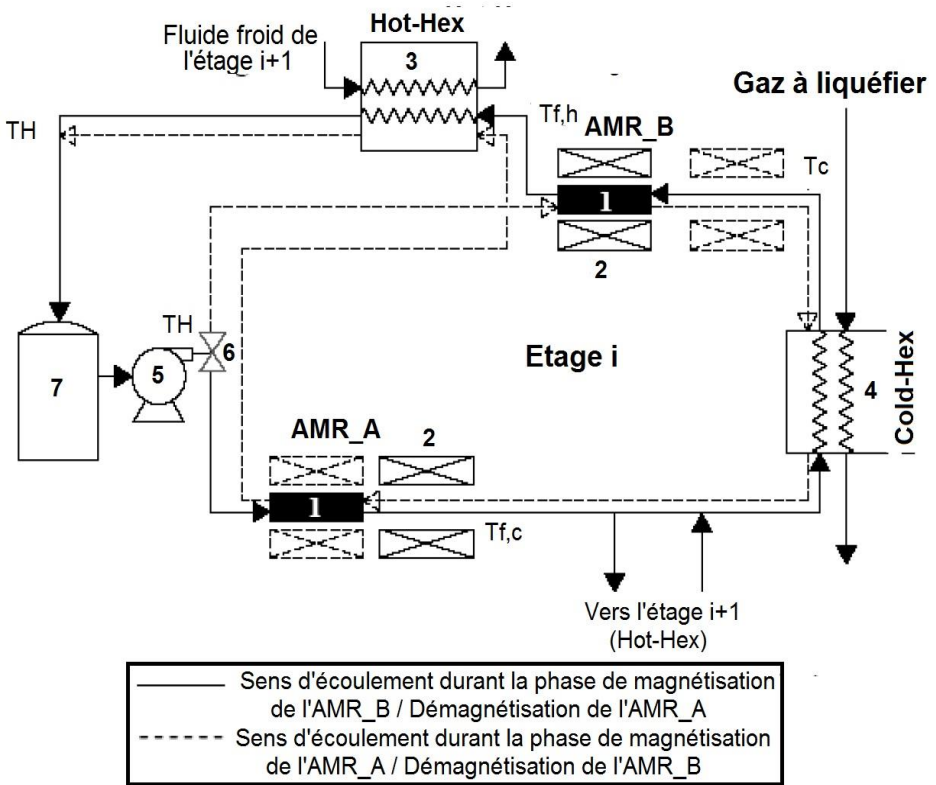 Hot-Hex
Fluide froid de
l'étage i+1
3
Gaz à liquéfier
TH
Tf,h
AMR_B
Tc
1
2
TH
6
5
7
Etage i
4
Cold-Hex
AMR_A
2
1
Tf,c
Vers l'étage i+1
(Hot-Hex)
Sens d'écoulement durant la phase de magnétisation
de l'AMR_B / Démagnétisation de l'AMR_A
Sens d'écoulement durant la phase de magnétisation
de l'AMR_A / Démagnétisation de l'AMR_B